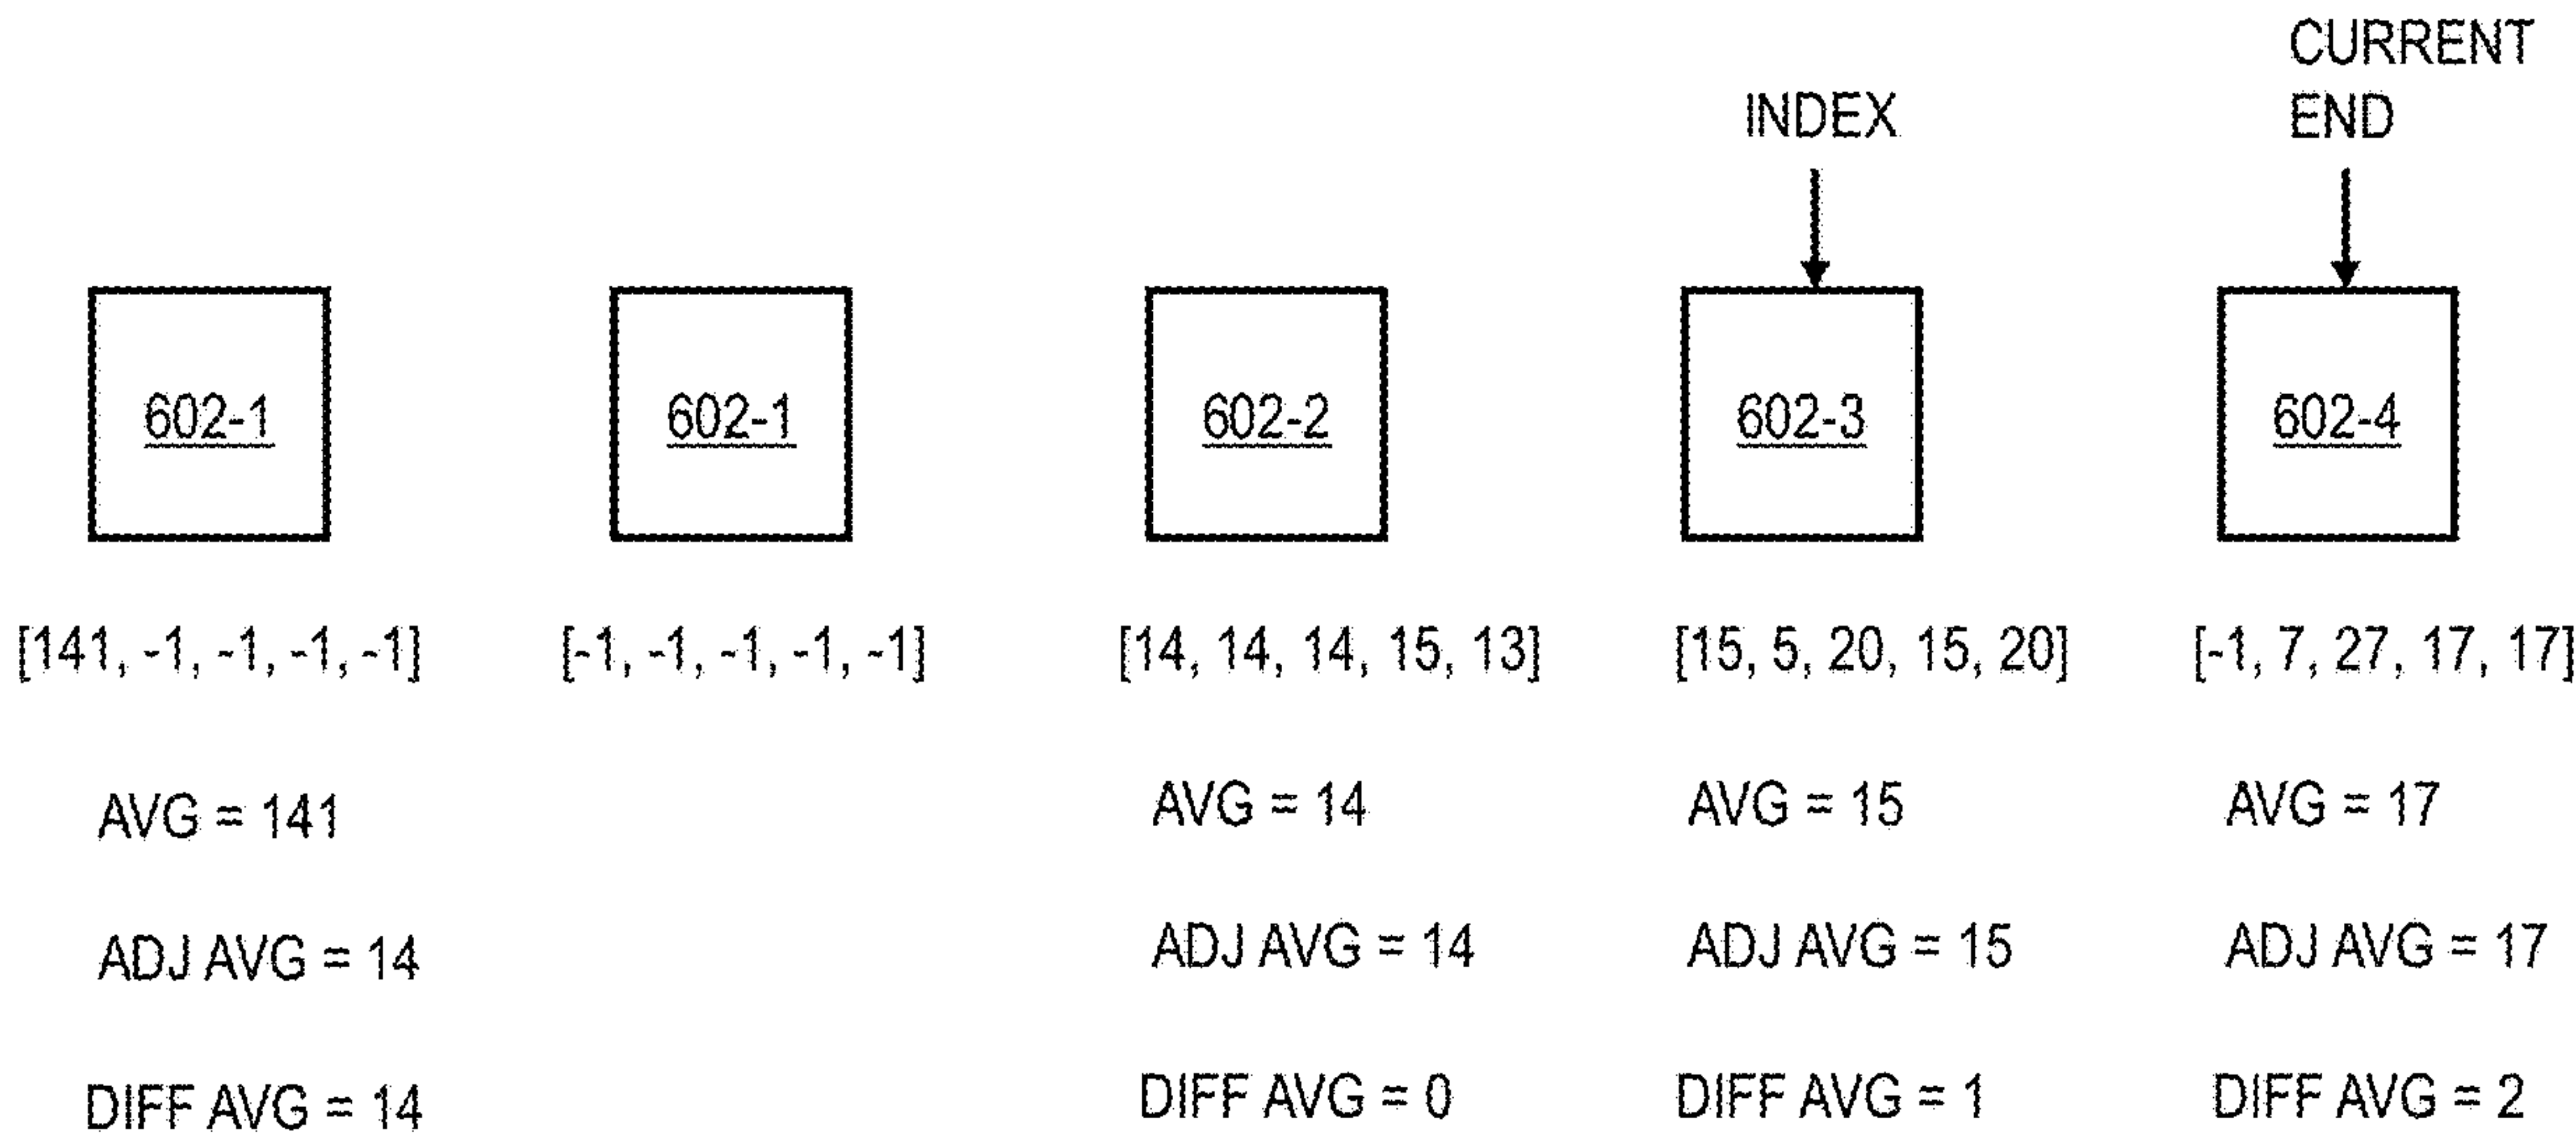 CURRENT
END
INDEX
602-1
602-1
602-2
602-3
602-4
[141, -1, -1, -1, -1]
[-1, -1, -1, -1, -1]
[14, 14, 14, 15, 13]
[15, 5, 20, 15, 20]
[-1, 7, 27, 17, 17]
AVG = 141
AVG = 14
AVG = 15
AVG = 17
ADJ AVG = 14
ADJ AVG = 14
ADJ AVG = 15
ADJ AVG = 17
DIFF AVG = 14
DIFF AVG = 0
DIFF AVG = 1
DIFF AVG = 2